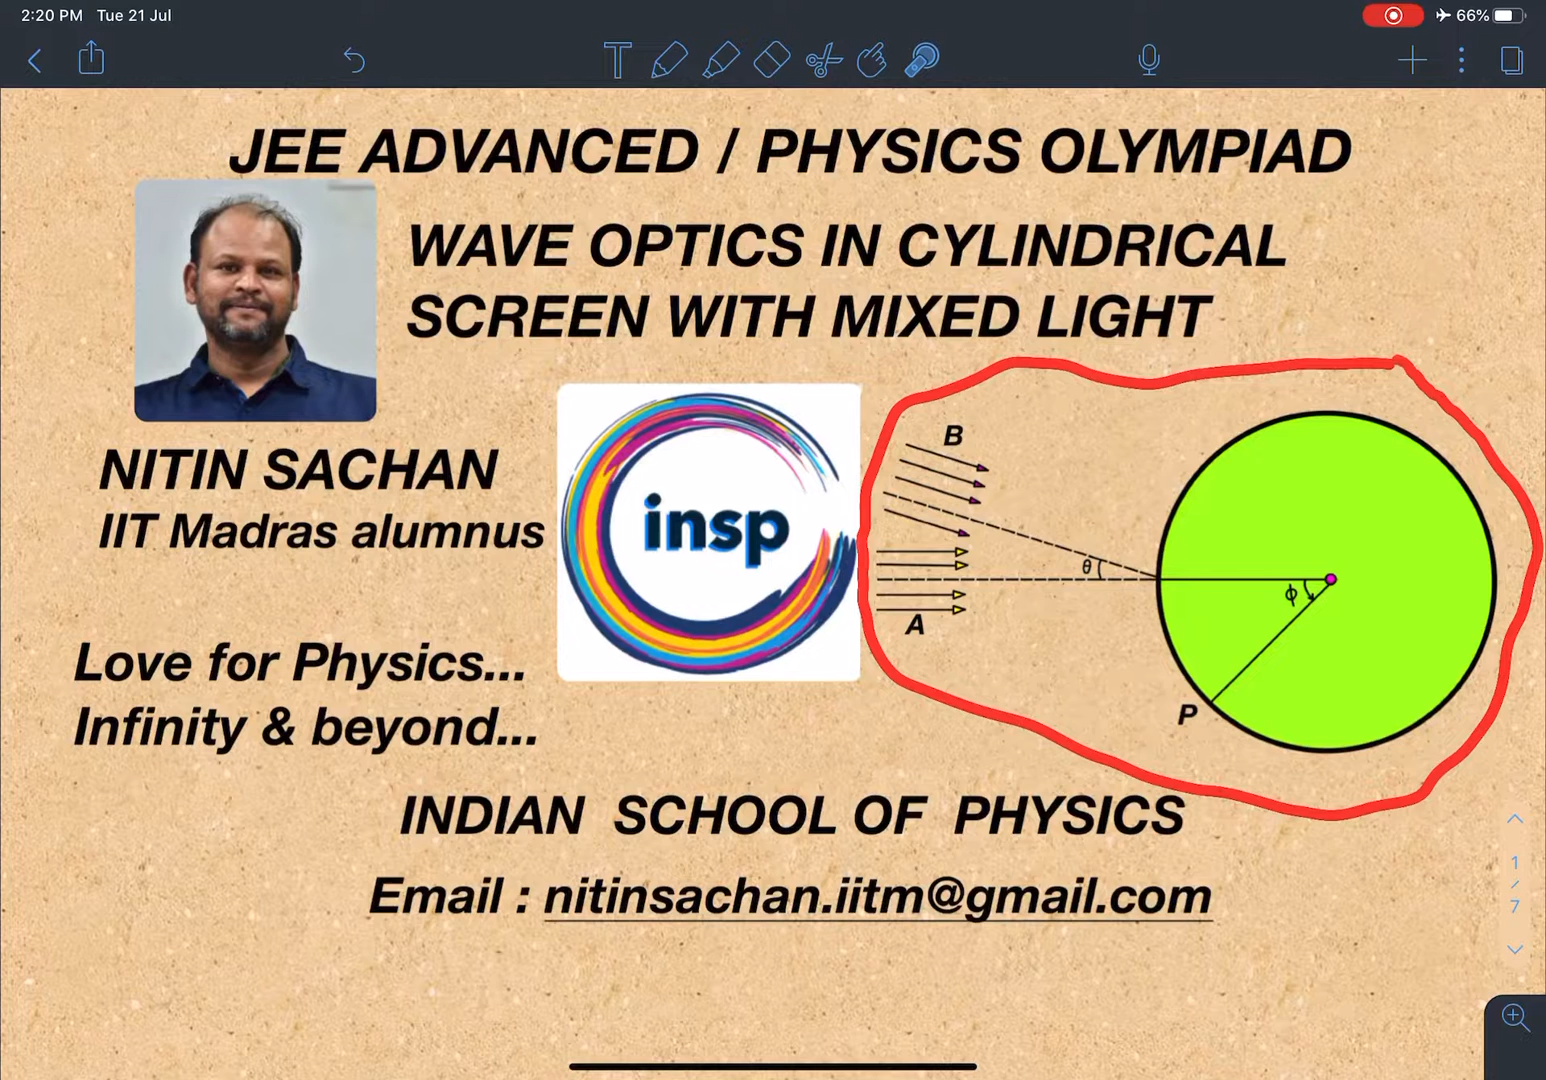 2:20 PM Tue 21 Jul
66%
T
JEE ADVANCED / PHYSICS OLYMPIAD
WAVE OPTICS IN CYLINDRICAL
SCREEN WITH MIXED LIGHT
NITIN SACHAN
IIT Madras alumnus
insp
B
θ
A
ϕ
P
Love for Physics...
Infinity & beyond...
INDIAN SCHOOL OF PHYSICS
Email : nitinsachan.iitm@gmail.com
1
/
7